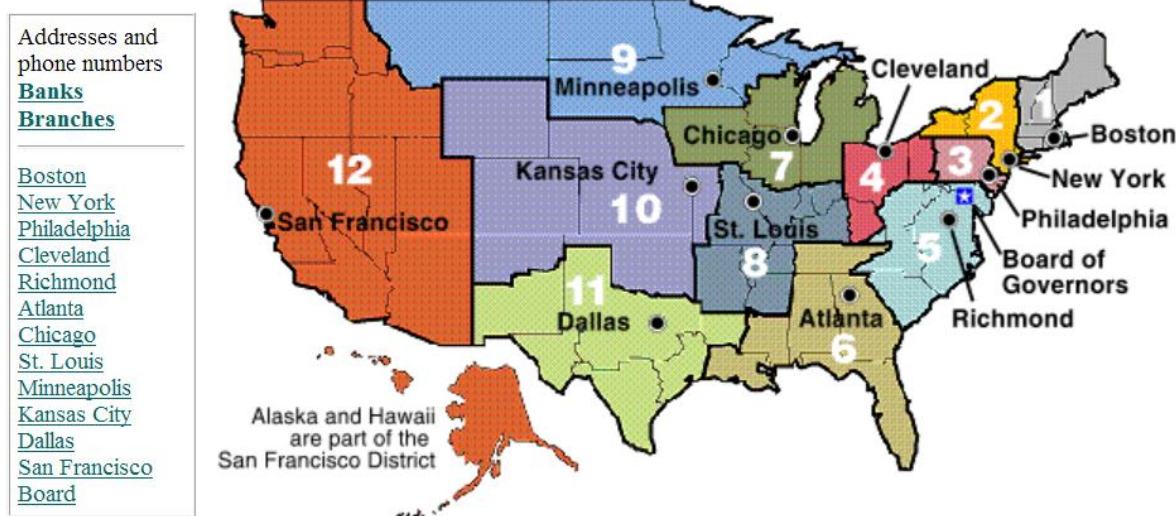 Addresses and
phone numbers
Banks
Branches
Boston
New York
Philadelphia
Cleveland
Richmond
Atlanta
Chicago
St. Louis
Minneapolis
Kansas City
Dallas
San Francisco
Board
9
Minneapolis
Cleveland
2
1
Chicago
Boston
12
7
4
3
Kansas City
New York
10
San Francisco
St. Louis
Philadelphia
5
8
Board of
Governors
11
Dallas
Atlanta
Richmond
6
Alaska and Hawaii
are part of the
San Francisco District